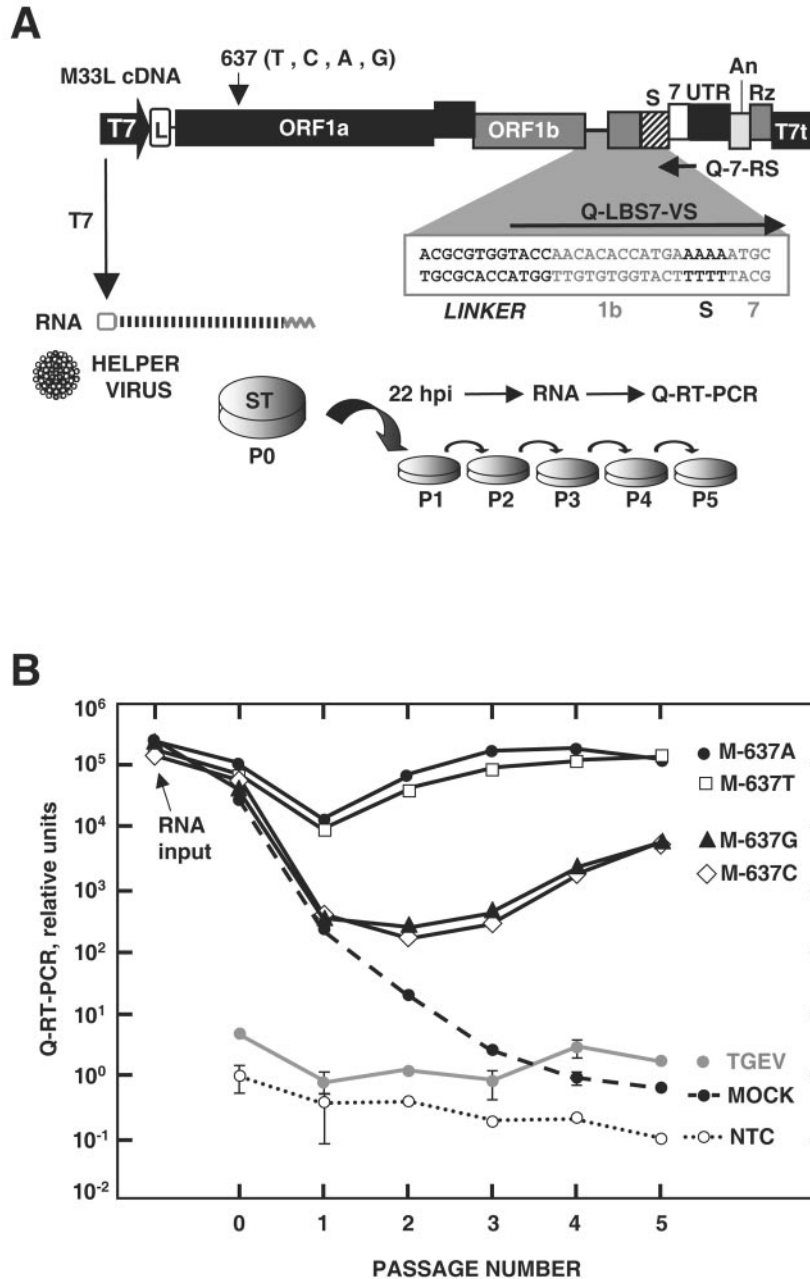 A
637 (T , C , A , G)
M33L cDNA
An
S 7 UTR Rz
T7 L ORF1a ORF1b T7t
Q-7-RS
T7
Q-LBS7-VS
ACGCGTGGTACCAACACACCATGAAAAAATGC
TGCGCACCATGGTTGTGTGGTACTTTTTTACG
LINKER 1b S 7
RNA
HELPER
VIRUS
ST
22 hpi RNA Q-RT-PCR
P0
P1 P2 P3 P4 P5
B
Q-RT-PCR, relative units
10^6
10^5
10^4
10^3
10^2
10^1
10^0
10^-1
10^-2
RNA
input
M-637A
M-637T
M-637G
M-637C
TGEV
MOCK
NTC
0 1 2 3 4 5
PASSAGE NUMBER